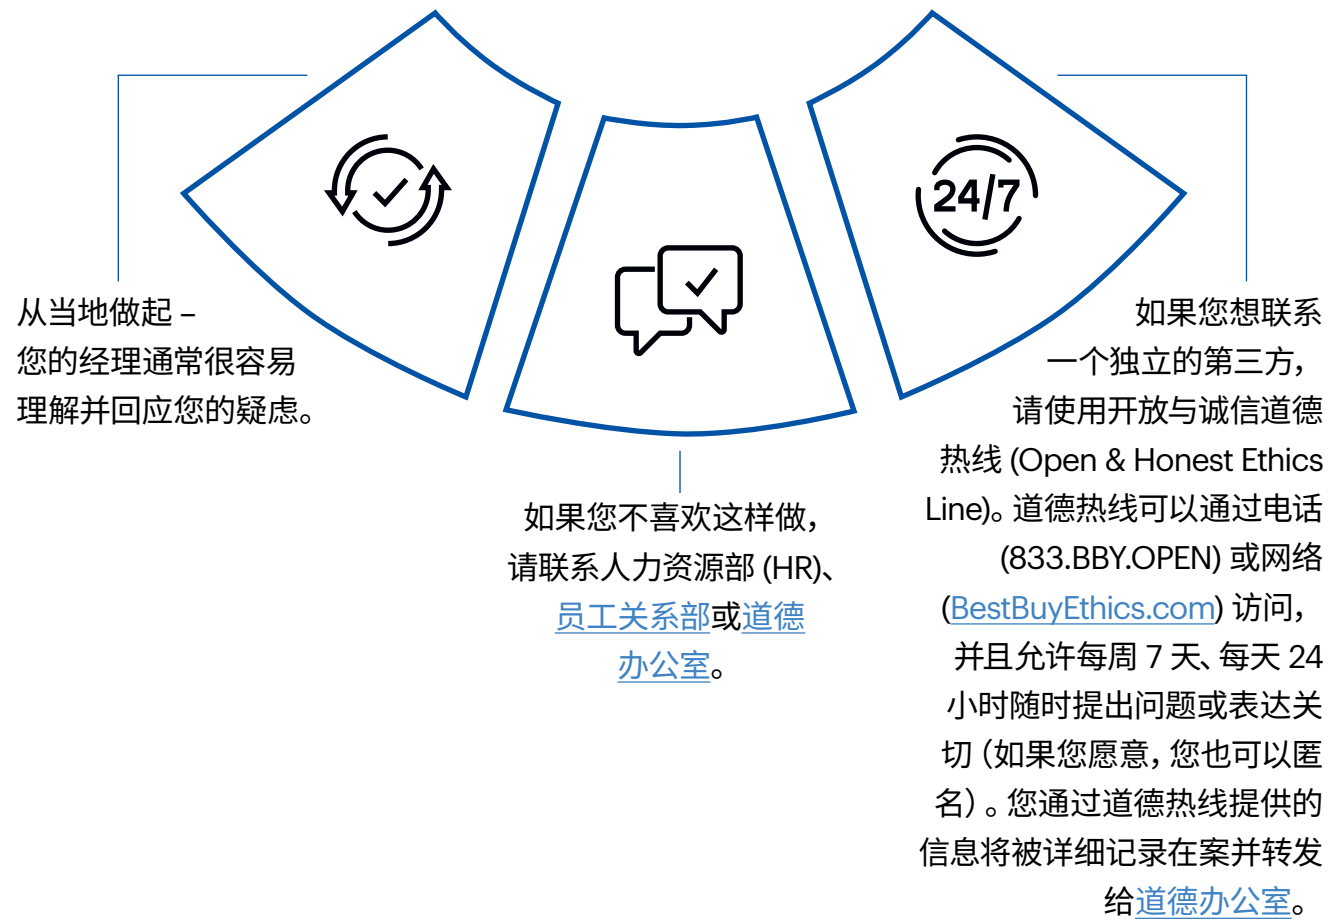 24/7
从当地做起 –
您的经理通常很容易
理解并回应您的疑虑。
如果您不喜欢这样做，
请联系人力资源部 (HR)、
员工关系部或道德
办公室。
如果您想联系
一个独立的第三方，
请使用开放与诚信道德
热线 (Open & Honest Ethics
Line)。道德热线可以通过电话
(833.BBY.OPEN) 或网络
(BestBuyEthics.com) 访问，
并且允许每周 7 天、每天 24
小时随时提出问题或表达关
切（如果您愿意，您也可以匿
名）。您通过道德热线提供的
信息将被详细记录在案并转发
给道德办公室。